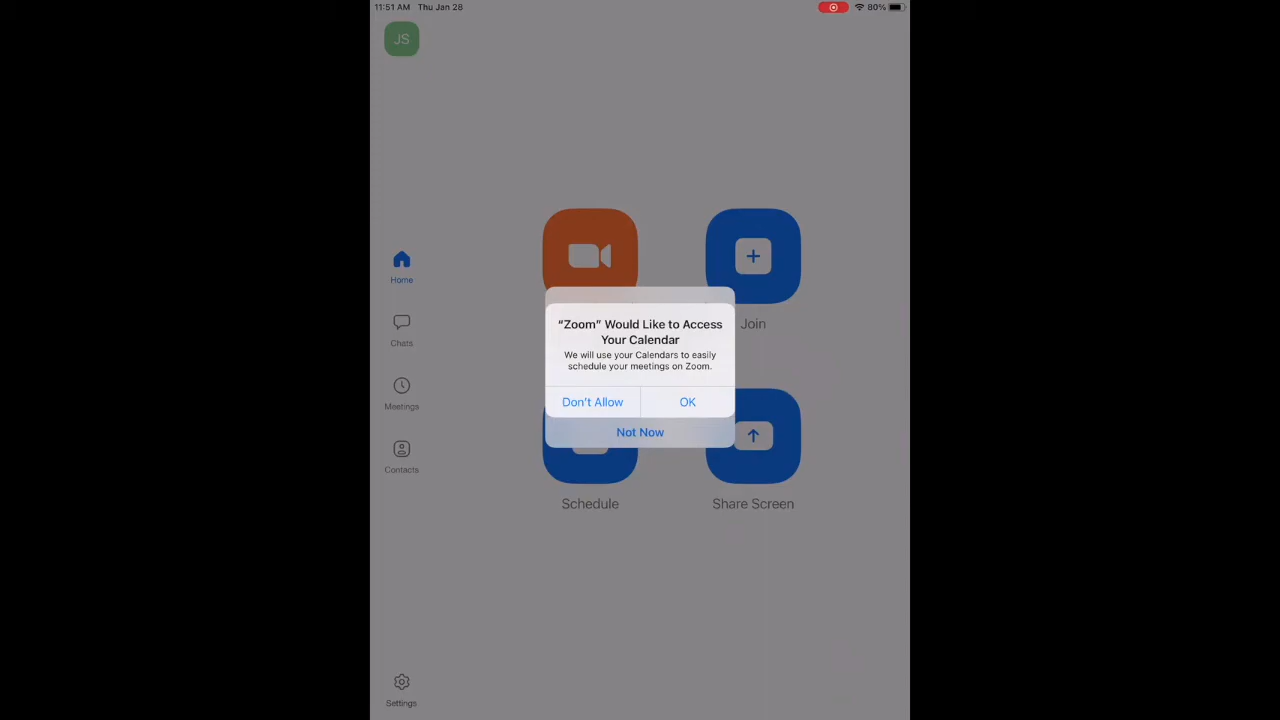 11:51 AM Thu Jan 28
80%
JS
Home
Chats
Meetings
Contacts
Settings
Join
Schedule
Share Screen
“Zoom” Would Like to Access
Your Calendar
We will use your Calendars to easily
schedule your meetings on Zoom.
Don't Allow
OK
Not Now